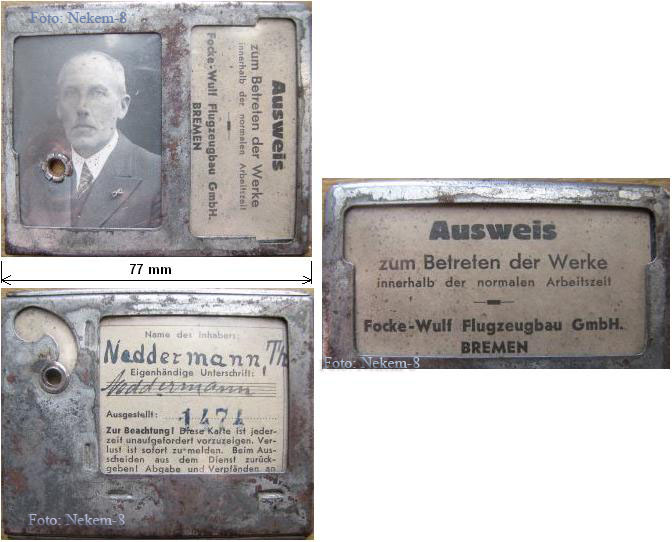 Foto: Nekem-8
Ausweis
zum Betreten der Werke
innerhalb der normalen Arbeitszeit
Focke-Wulf Flugzeugbau GmbH.
BREMEN
77 mm
Name des Inhabers:
Neddermann, Th
Eigenhändige Unterschrift:
Neddermann
Ausgestellt:
1474
Zur Beachtung! Diese Karte ist jeder-
zeit unaufgefordert vorzuzeigen. Ver-
lust ist sofort zu melden. Beim Aus-
scheiden aus dem Dienst zurück-
geben! Abgabe und Verpfänden an
Foto: Nekem-8
Ausweis
zum Betreten der Werke
innerhalb der normalen Arbeitszeit
Focke-Wulf Flugzeugbau GmbH.
BREMEN
Foto: Nekem-8